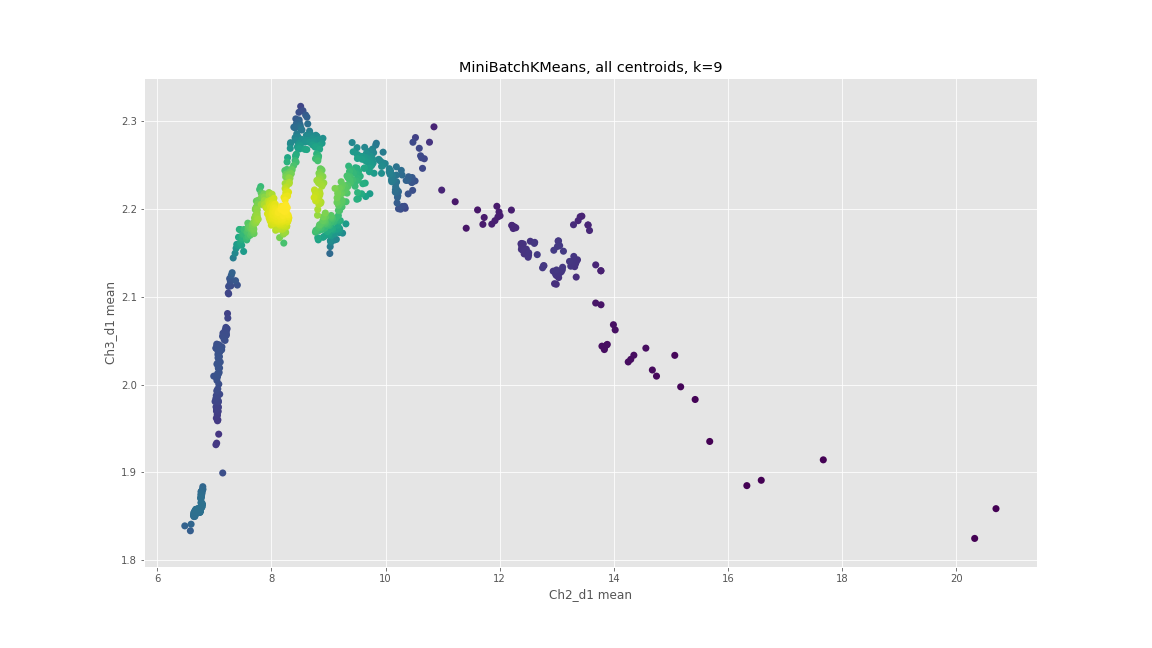 MiniBatchKMeans, all centroids, k=9
2.3
2.2
2.1
2.0
1.9
1.8
Ch3_d1 mean
6 8 10 12 14 16 18 20
Ch2_d1 mean